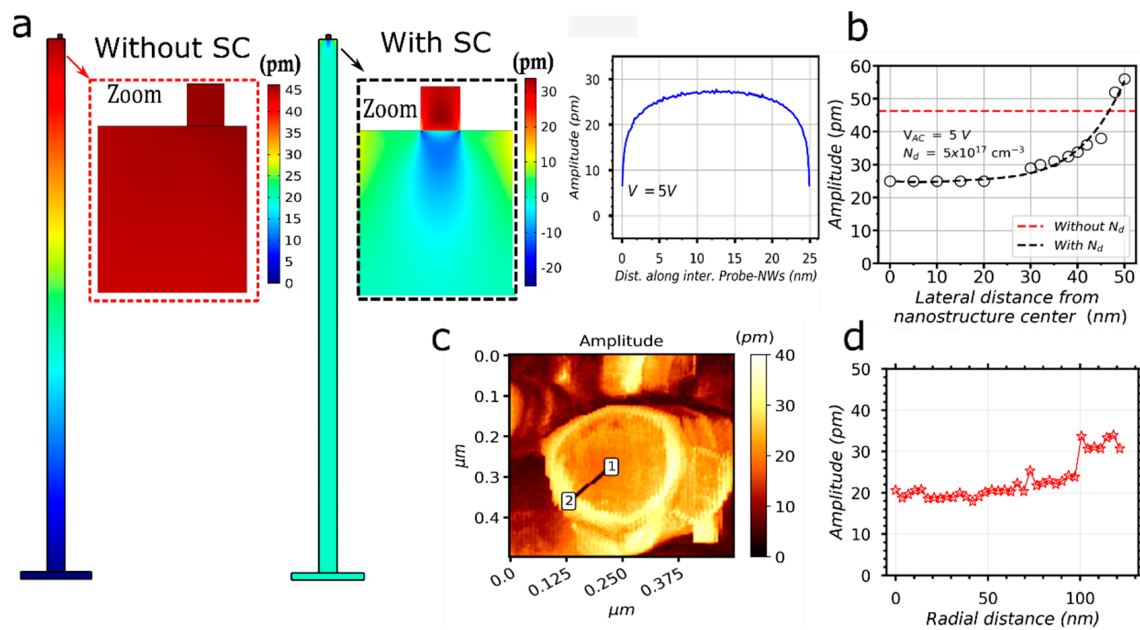 a
Without SC
(pm)
Zoom
45
40
35
30
25
20
15
10
5
0
With SC
(pm)
Zoom
30
20
10
0
-10
-20
Amplitude (pm)
30
20
10
0
V = 5V
0 5 10 15 20 25
Dist. along inter. Probe-NWs (nm)
b
Amplitude (pm)
60
50
40
30
20
10
0
V_AC = 5 V
N_d = 5x10^17 cm^-3
Without N_d
With N_d
0 10 20 30 40 50
Lateral distance from
nanostructure center (nm)
c
Amplitude
(pm)
µm
0.0
0.1
0.2
0.3
0.4
1
2
0.0 0.125 0.250 0.375
µm
40
30
20
10
0
d
Amplitude (pm)
50
40
30
20
10
0
0 50 100
Radial distance (nm)